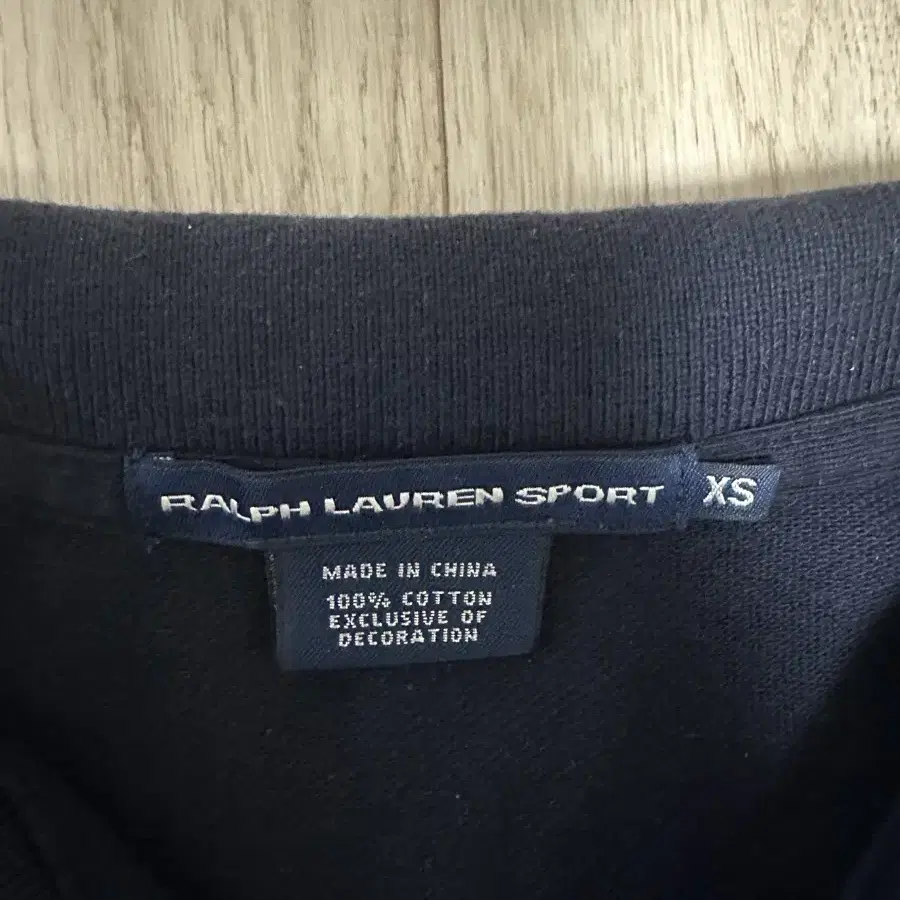 RALPH LAUREN SPORT XS
MADE IN CHINA
100% COTTON
EXCLUSIVE OF
DECORATION